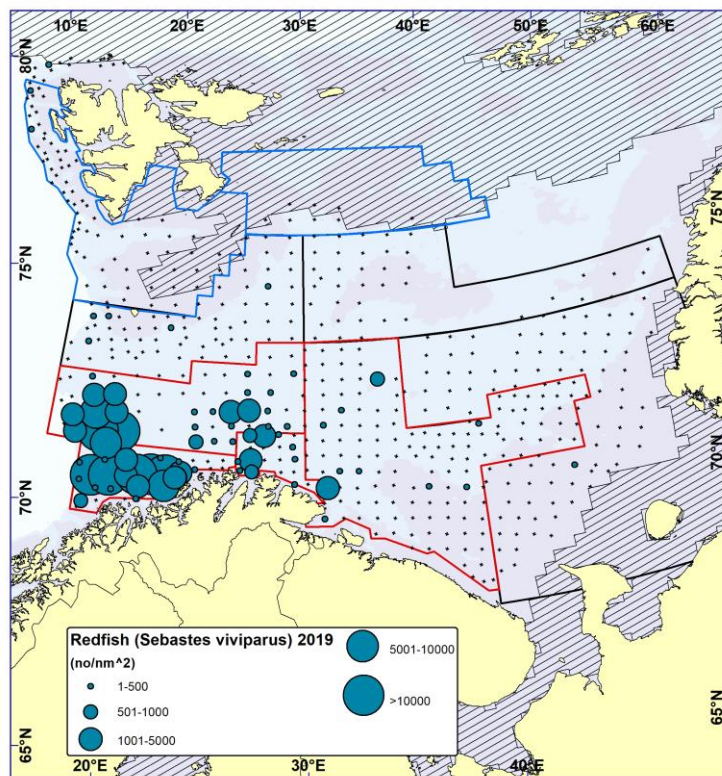 10°E 20°E 30°E 40°E 50°E 60°E
80°N
75°N
75°N
70°N
70°N
65°N
65°N
Redfish (Sebastes viviparus) 2019
(no/nm^2)
1-500
501-1000
1001-5000
5001-10000
>10000
20°E 30°E 40°E